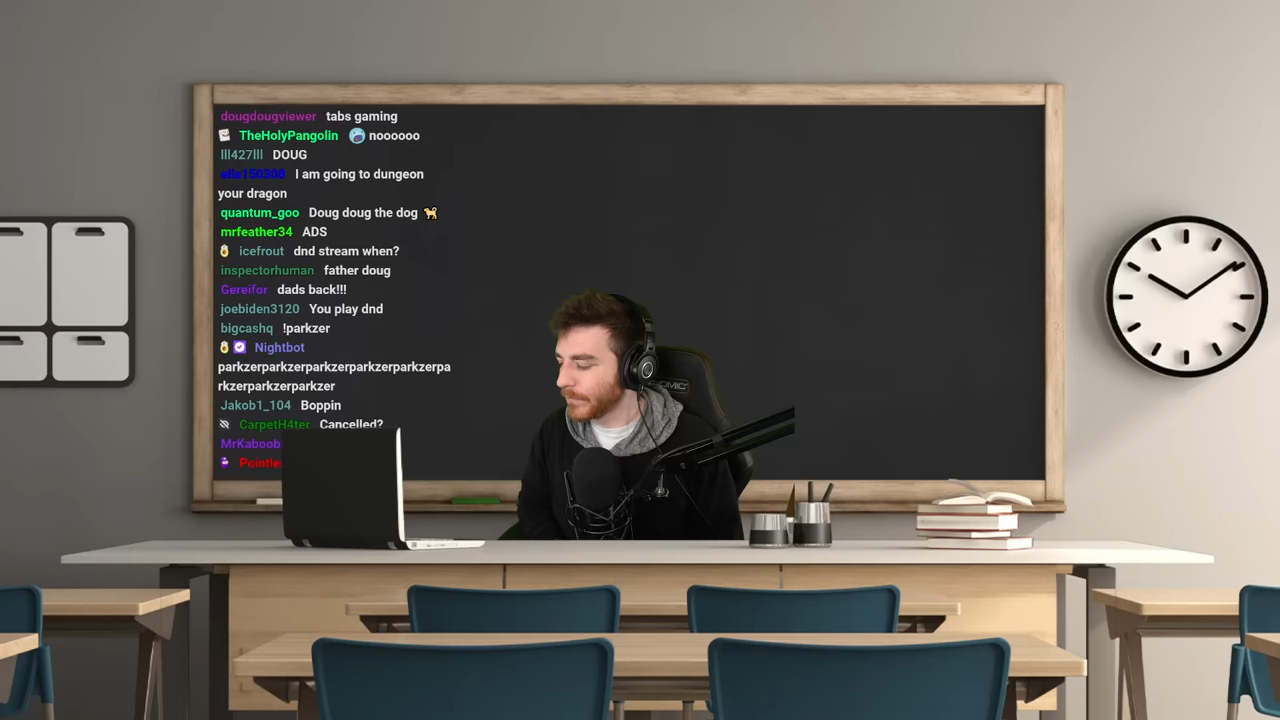 dougdougviewer tabs gaming
TheHolyPangolin noooooo
lll427lll DOUG
I am going to dungeon
your dragon
quantum_goo Doug doug the dog
mrfeather34 ADS
icefrout dnd stream when?
inspectorhuman father doug
Gereifor dads back!!!
joebiden3120 You play dnd
bigcashq !parkzer
Nightbot
parkzerparkzerparkzerparkzerparkzerpa
rkzerparkzerparkzer
Jakob1_104 Boppin
CarpetH4ter Cancelled?
MrKaboob
Pointle